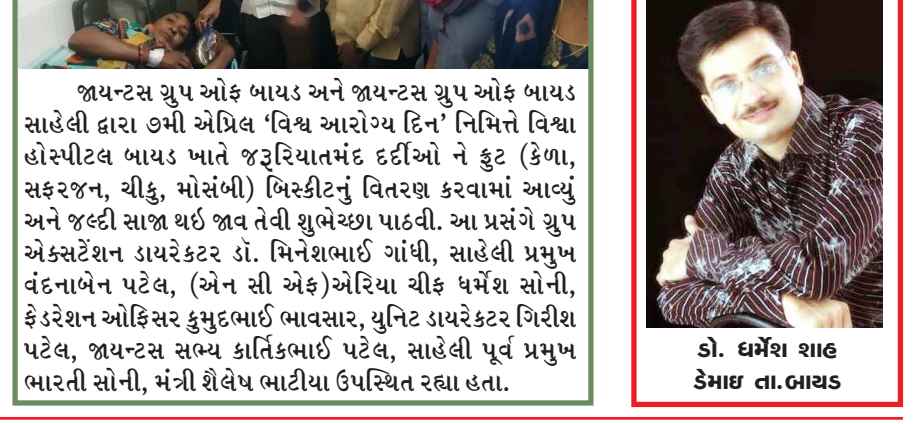 જાયન્ટસ ગ્રુપ ઓફ બાયડ અને જાયન્ટસ ગ્રુપ ઓફ બાયડ
સાહેલી દ્વારા ૭મી એપ્રિલ ‘વિશ્વ આરોગ્ય દિન’ નિમિત્તે વિશ્વા
હોસ્પીટલ બાયડ ખાતે જરૂરિયાતમંદ દર્દીઓ ને ફ્રુટ (કેળા,
સફરજન, ચીકુ, મોસંબી) બિસ્કીટનું વિતરણ કરવામાં આવ્યું
અને જલ્દી સાજા થઇ જાવ તેવી શુભેચ્છા પાઠવી. આ પ્રસંગે ગ્રુપ
એક્સટેંશન ડાયરેકટર ડૉ. મિનેશભાઈ ગાંધી, સાહેલી પ્રમુખ
વંદનાબેન પટેલ, (એન સી એફ)એરિયા ચીફ ધર્મેશ સોની,
ફેડરેશન ઓફિસર કુમુદભાઈ ભાવસાર, યુનિટ ડાયરેકટર ગિરીશ
પટેલ, જાયન્ટસ સભ્ય કાર્તિકભાઈ પટેલ, સાહેલી પૂર્વ પ્રમુખ
ભારતી સોની, મંત્રી શૈલેષ ભાટીયા ઉપસ્થિત રહ્યા હતા.
ડો. ધર્મેશ શાહ
ડેમાઇ તા.બાયડ